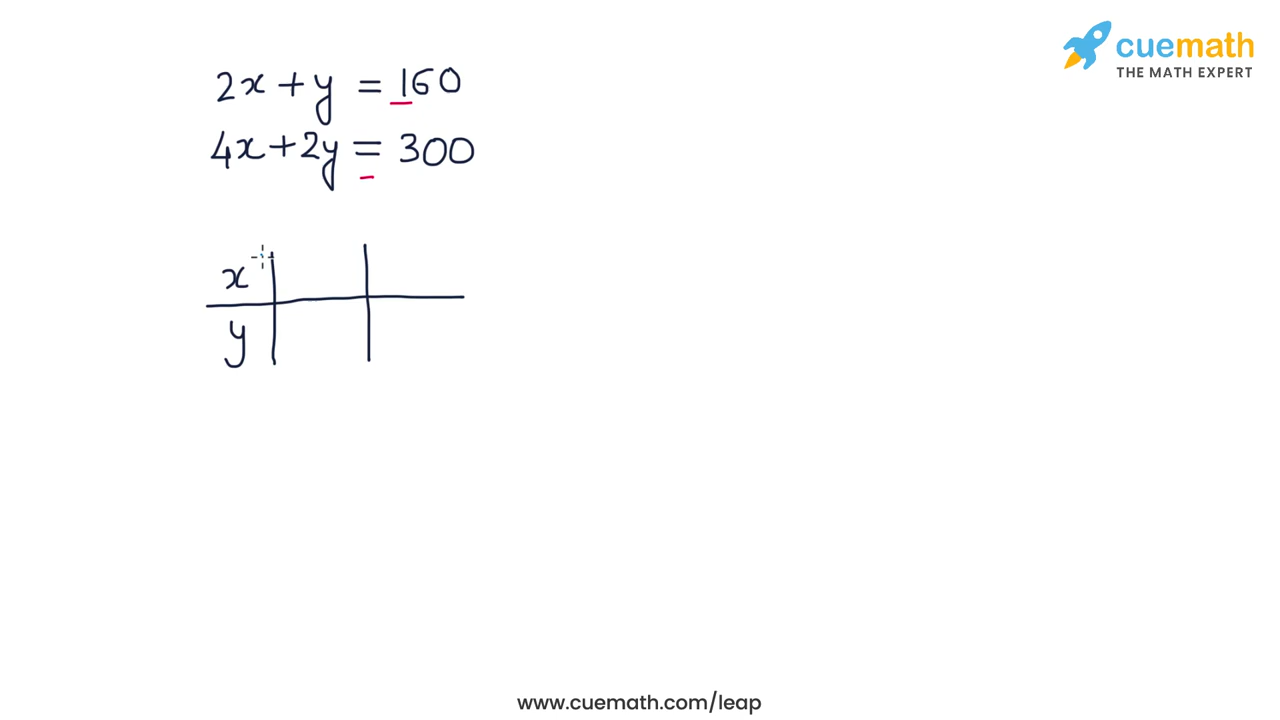 cuemath
THE MATH EXPERT
2x + y = 160
4x + 2y = 300
x
y
www.cuemath.com/leap